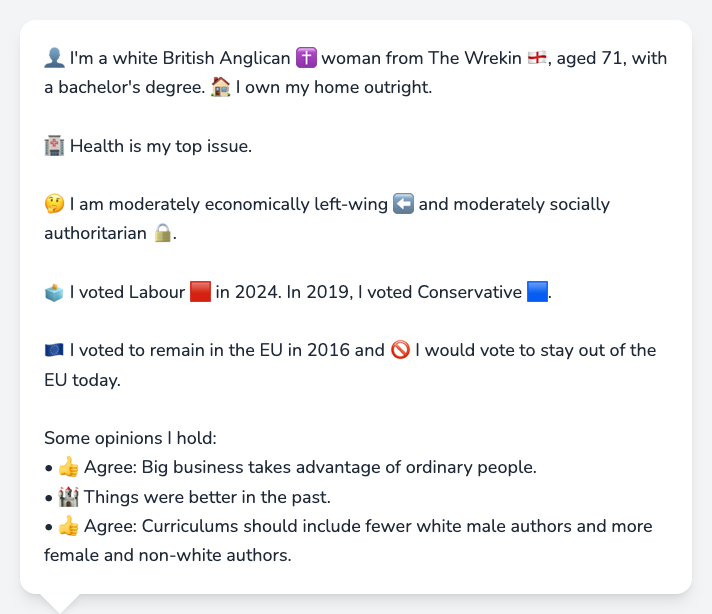 👤 I'm a white British Anglican ✝️ woman from The Wrekin 🏴󠁧󠁢󠁥󠁮󠁧󠁿, aged 71, with
a bachelor's degree. 🏠 I own my home outright.
🏥 Health is my top issue.
🤔 I am moderately economically left-wing ⬅️ and moderately socially
authoritarian 🔒.
🗳️ I voted Labour 🟥 in 2024. In 2019, I voted Conservative 🟦.
🇪🇺 I voted to remain in the EU in 2016 and 🚫 I would vote to stay out of the
EU today.
Some opinions I hold:
• 👍 Agree: Big business takes advantage of ordinary people.
• 🏰 Things were better in the past.
• 👍 Agree: Curriculums should include fewer white male authors and more
female and non-white authors.